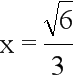 x = √6/3